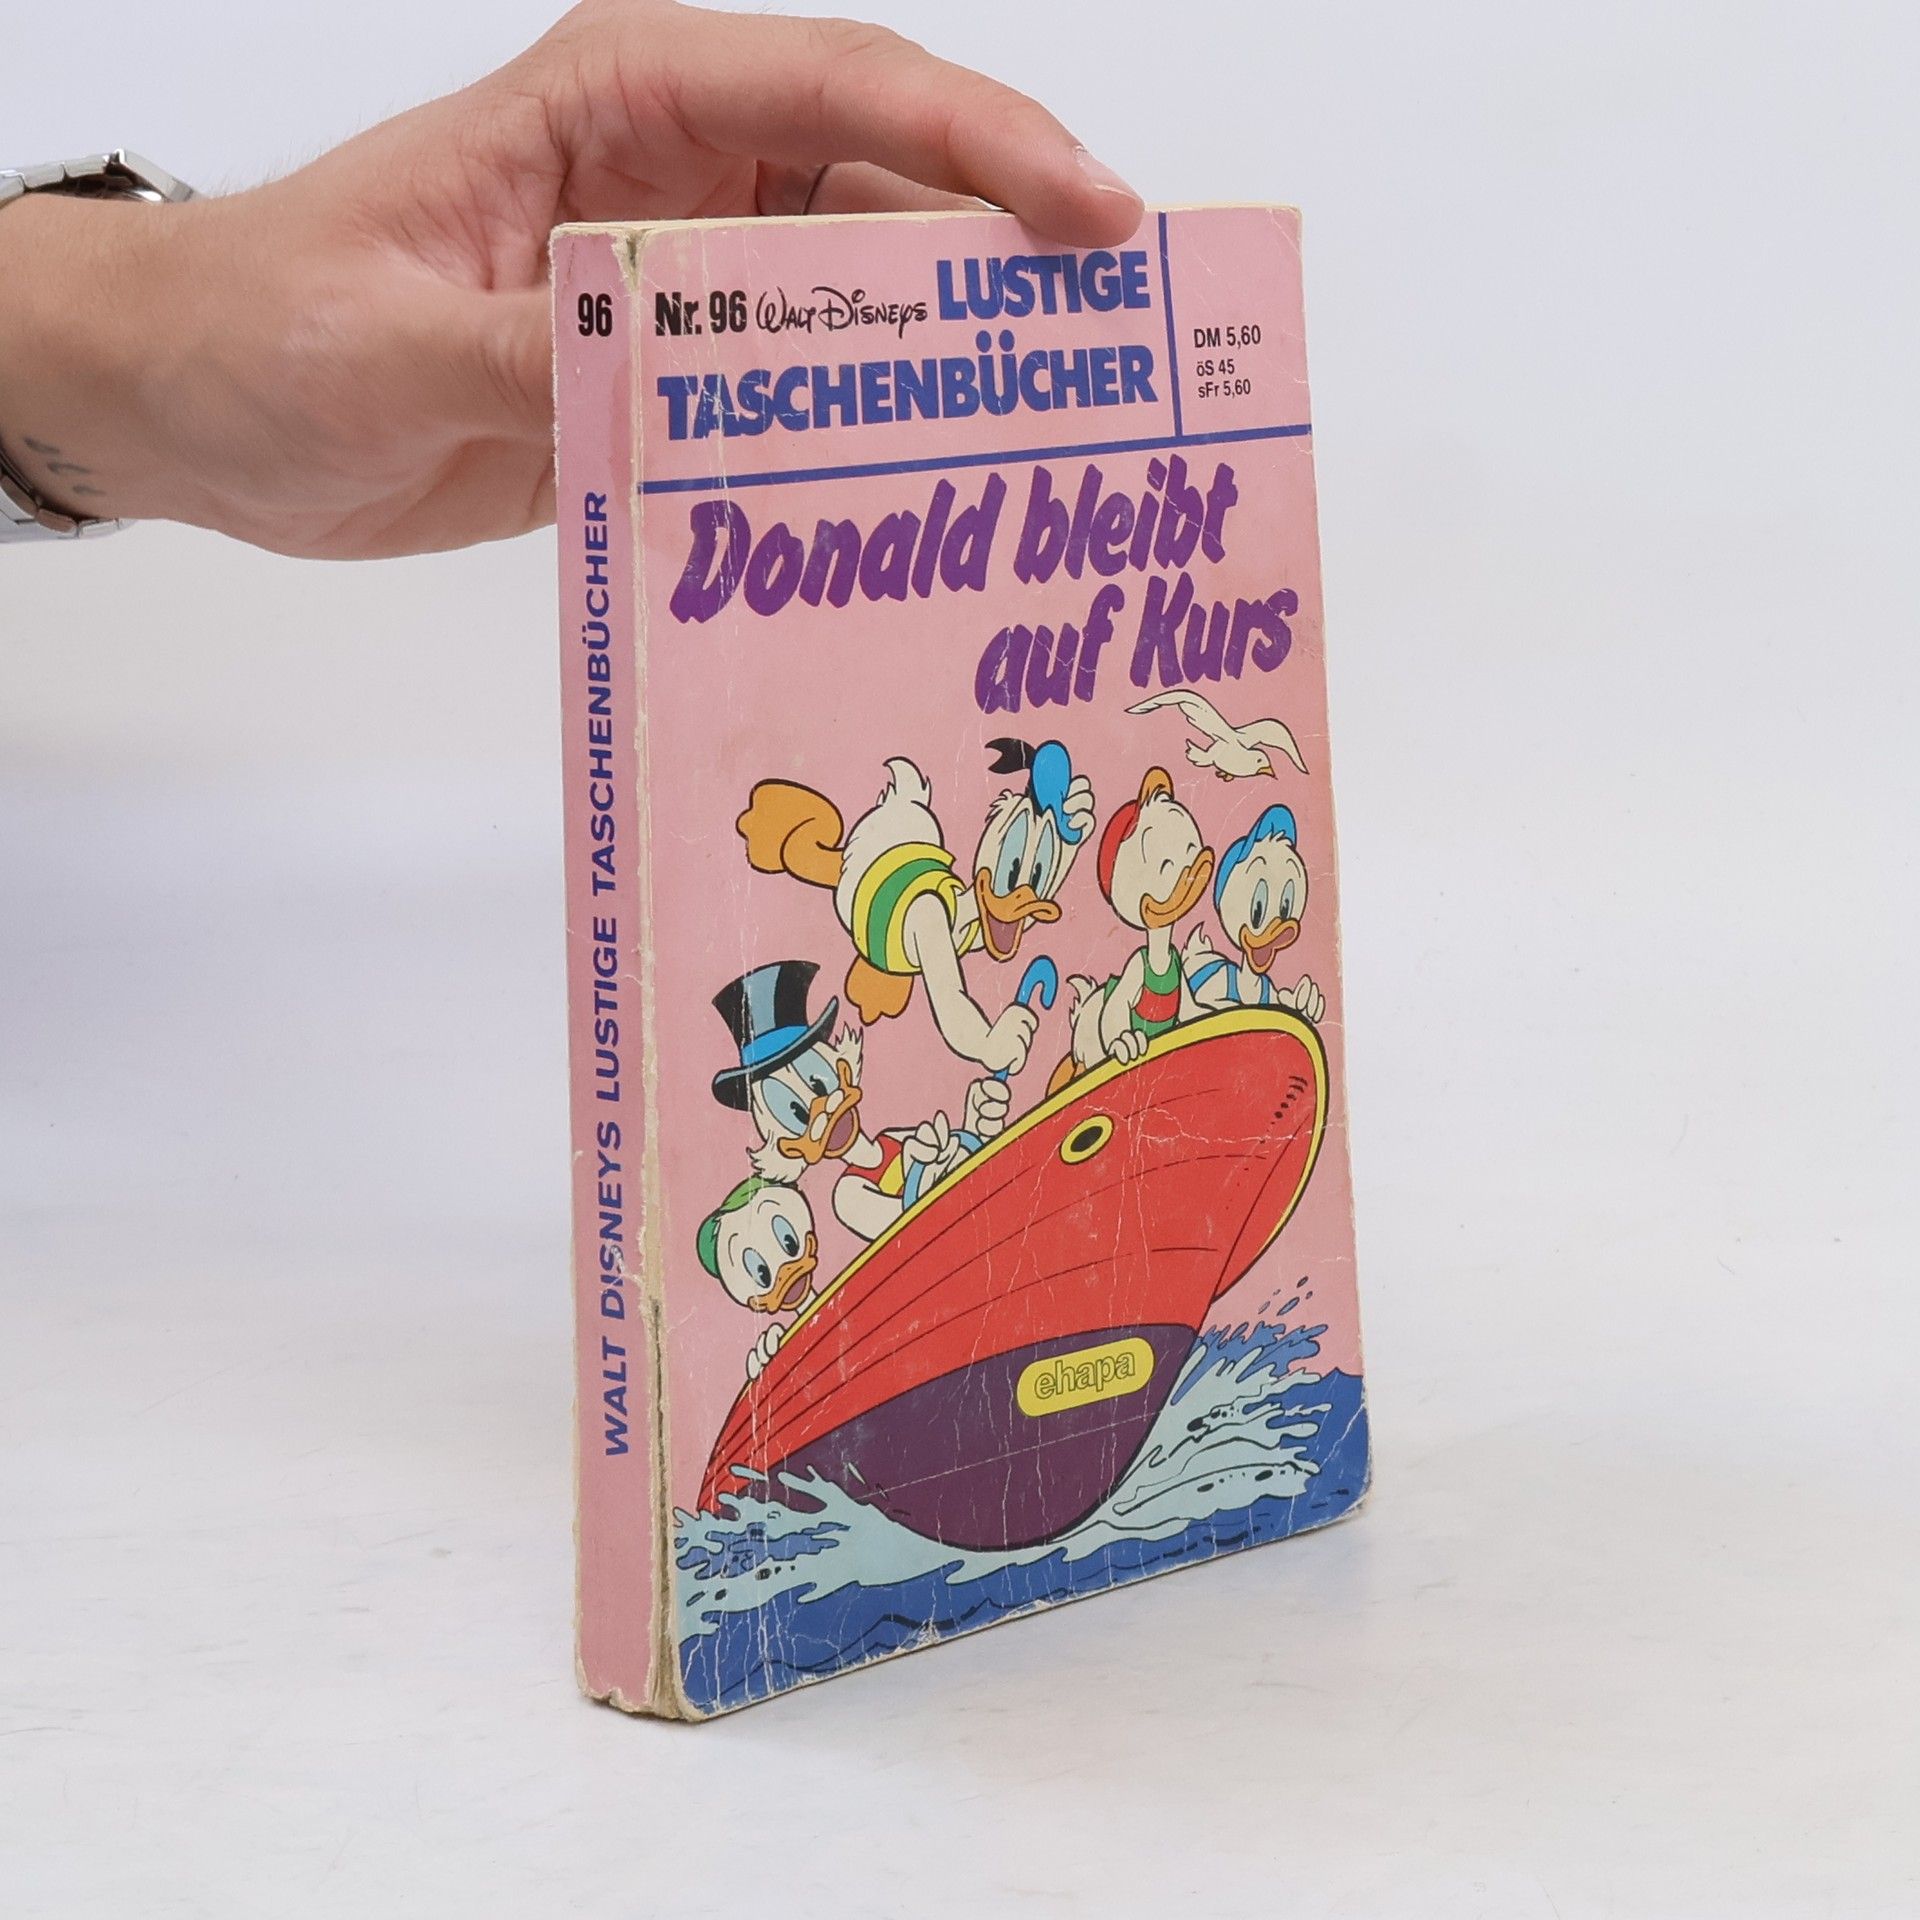 96
WALT DISNEYS LUSTIGE TASCHENBÜCHER
Nr. 96 Walt Disneys LUSTIGE
TASCHENBÜCHER
DM 5,60
öS 45
sFr 5,60
Donald bleibt
auf Kurs
ehapa